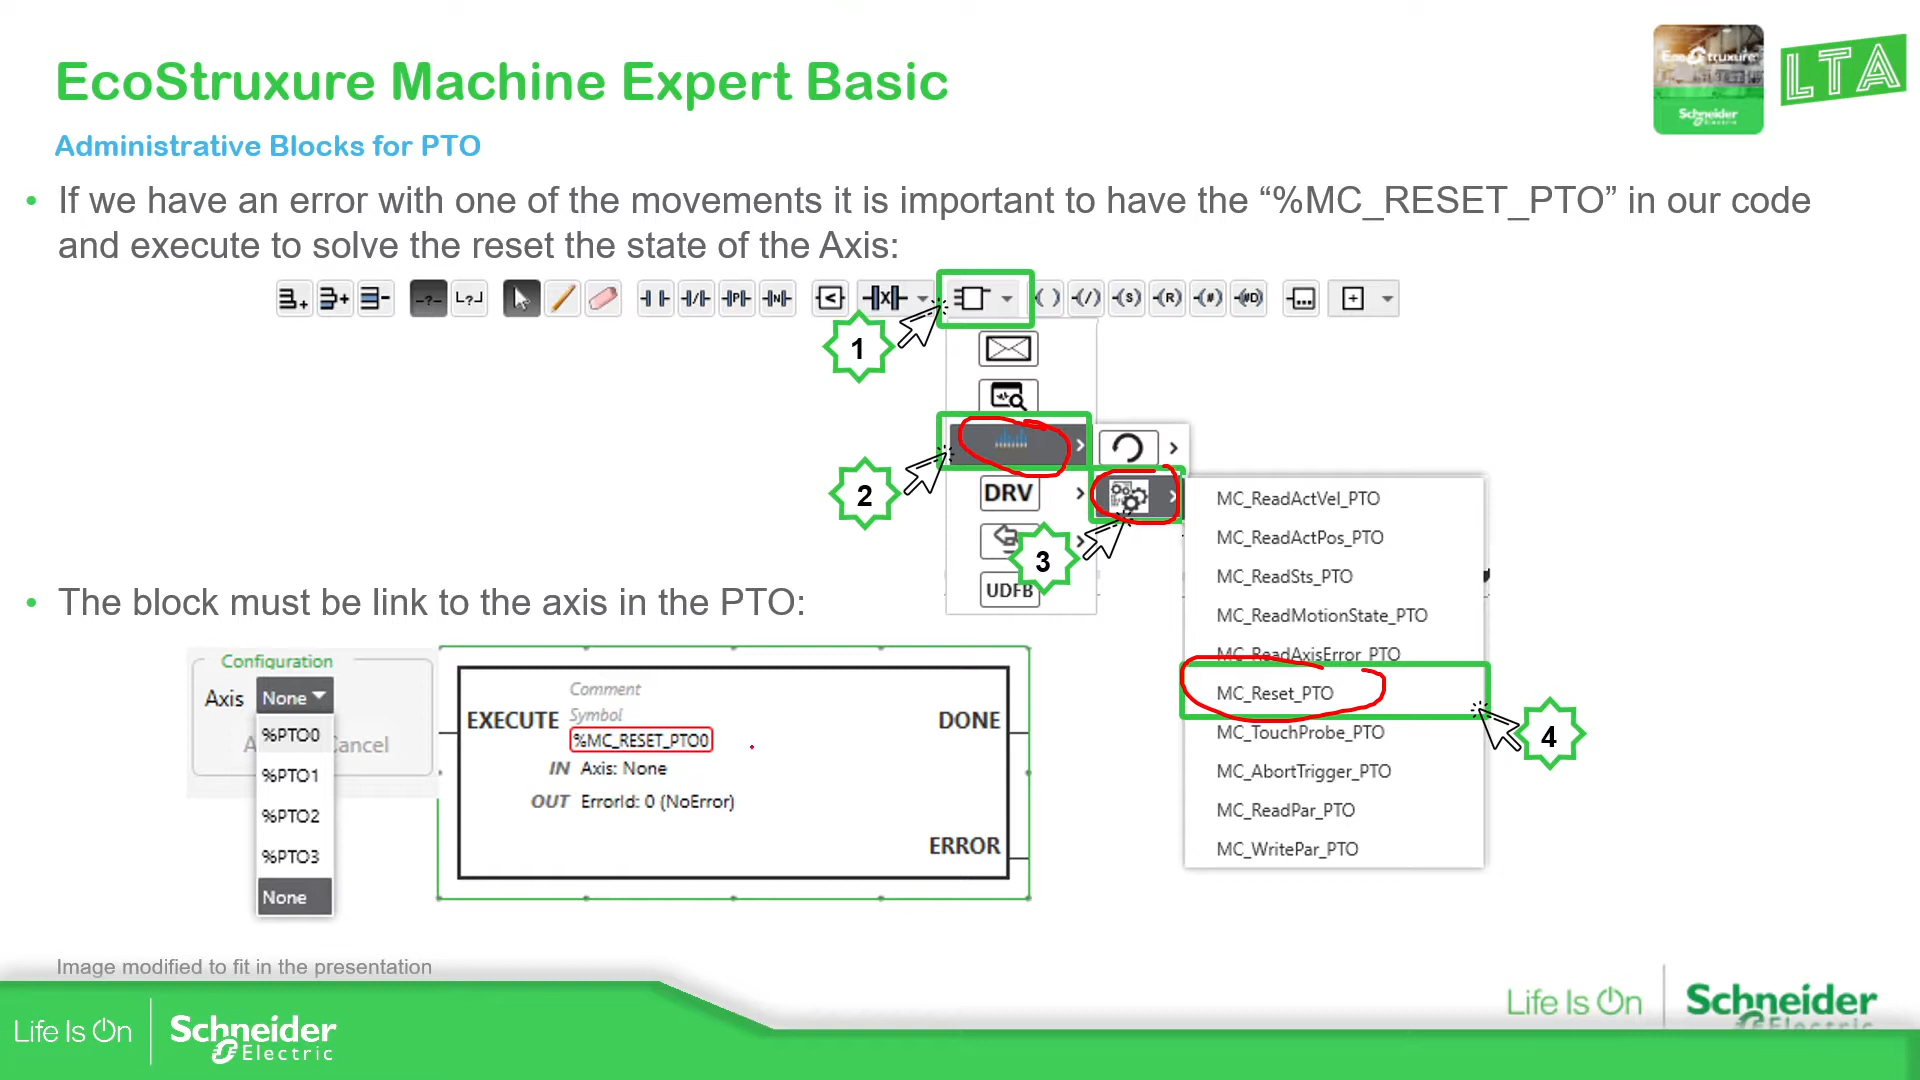 EcoStruxure Machine Expert Basic
EcoStruxure
Schneider
Electric
LTA
Administrative Blocks for PTO
• If we have an error with one of the movements it is important to have the “%MC_RESET_PTO” in our code
and execute to solve the reset the state of the Axis:
-?-
L?
P
N
<
X
( )
(/)
(S)
(R)
(#)
(#D)
...
+
1
2
DRV
3
UDFB
MC_ReadActVel_PTO
MC_ReadActPos_PTO
MC_ReadSts_PTO
MC_ReadMotionState_PTO
MC_ReadAxisError_PTO
MC_Reset_PTO
MC_TouchProbe_PTO
MC_AbortTrigger_PTO
MC_ReadPar_PTO
MC_WritePar_PTO
4
• The block must be link to the axis in the PTO:
Configuration
Axis None
%PTO0
%PTO1
%PTO2
%PTO3
None
Comment
Symbol
EXECUTE
DONE
%MC_RESET_PTO0
IN Axis: None
OUT ErrorId: 0 (NoError)
ERROR
Image modified to fit in the presentation
Life Is On
Schneider
Electric
Life Is On
Schneider
Electric